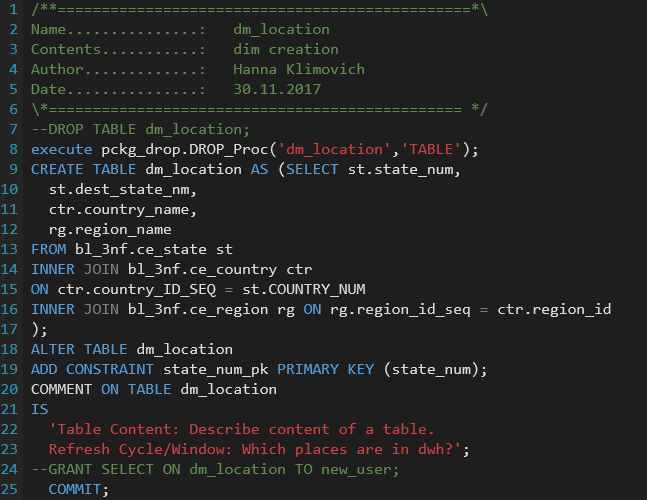 1 /**===============================================*\
2 Name...............:   dm_location
3 Contents...........:   dim creation
4 Author.............:   Hanna Klimovich
5 Date...............:   30.11.2017
6 \*=============================================== */
7 --DROP TABLE dm_location;
8 execute pckg_drop.DROP_Proc('dm_location','TABLE');
9 CREATE TABLE dm_location AS (SELECT st.state_num,
10   st.dest_state_nm,
11   ctr.country_name,
12   rg.region_name
13 FROM bl_3nf.ce_state st
14 INNER JOIN bl_3nf.ce_country ctr
15 ON ctr.country_ID_SEQ = st.COUNTRY_NUM
16 INNER JOIN bl_3nf.ce_region rg ON rg.region_id_seq = ctr.region_id
17 );
18 ALTER TABLE dm_location
19 ADD CONSTRAINT state_num_pk PRIMARY KEY (state_num);
20 COMMENT ON TABLE dm_location
21 IS
22   'Table Content: Describe content of a table.
23   Refresh Cycle/Window: Which places are in dwh?';
24 --GRANT SELECT ON dm_location TO new_user;
25   COMMIT;